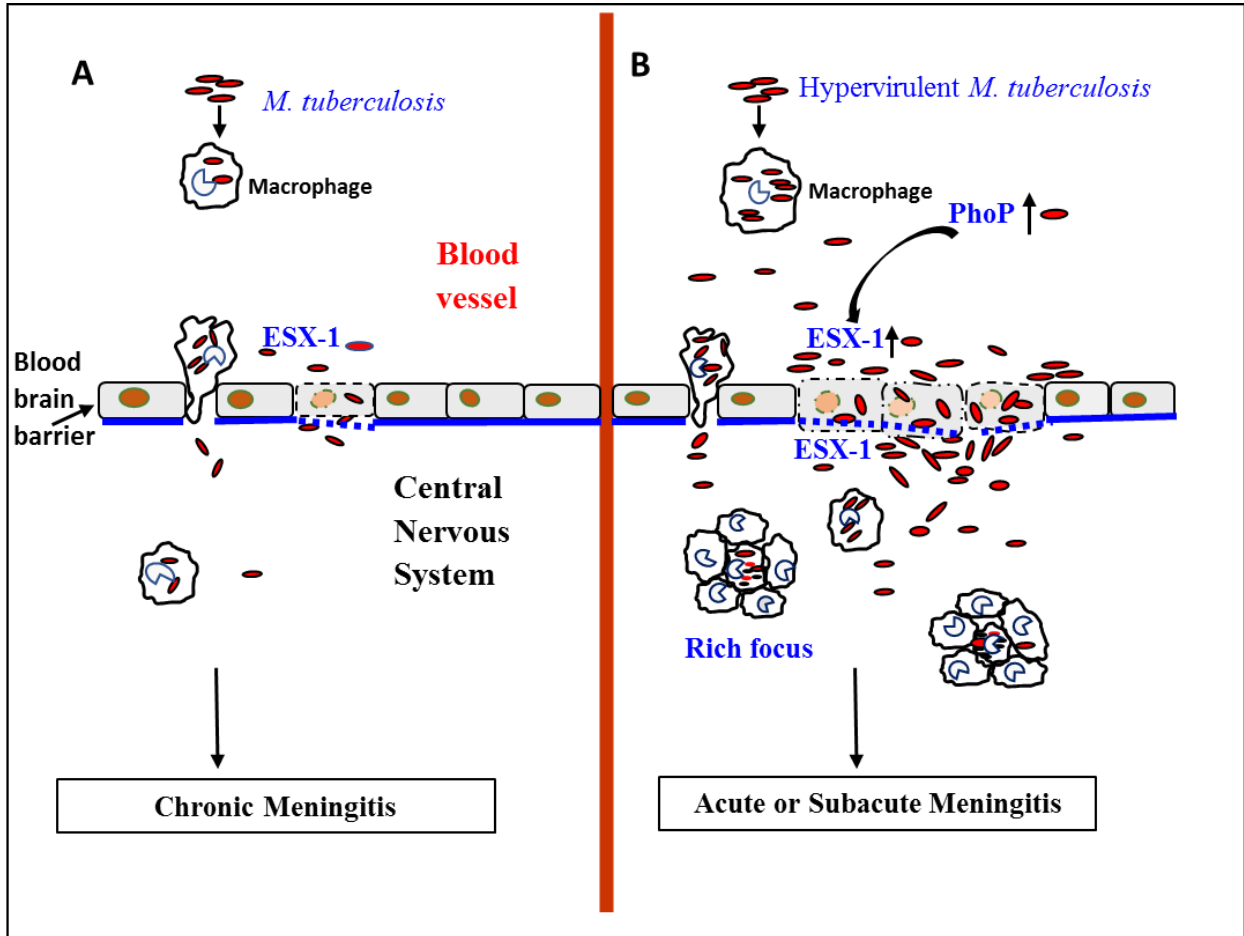 A
M. tuberculosis
Macrophage
Blood
vessel
ESX-1
Blood
brain
barrier
Central
Nervous
System
Chronic Meningitis
B
Hypervirulent M. tuberculosis
Macrophage
PhoP
ESX-1
ESX-1
Rich focus
Acute or Subacute Meningitis